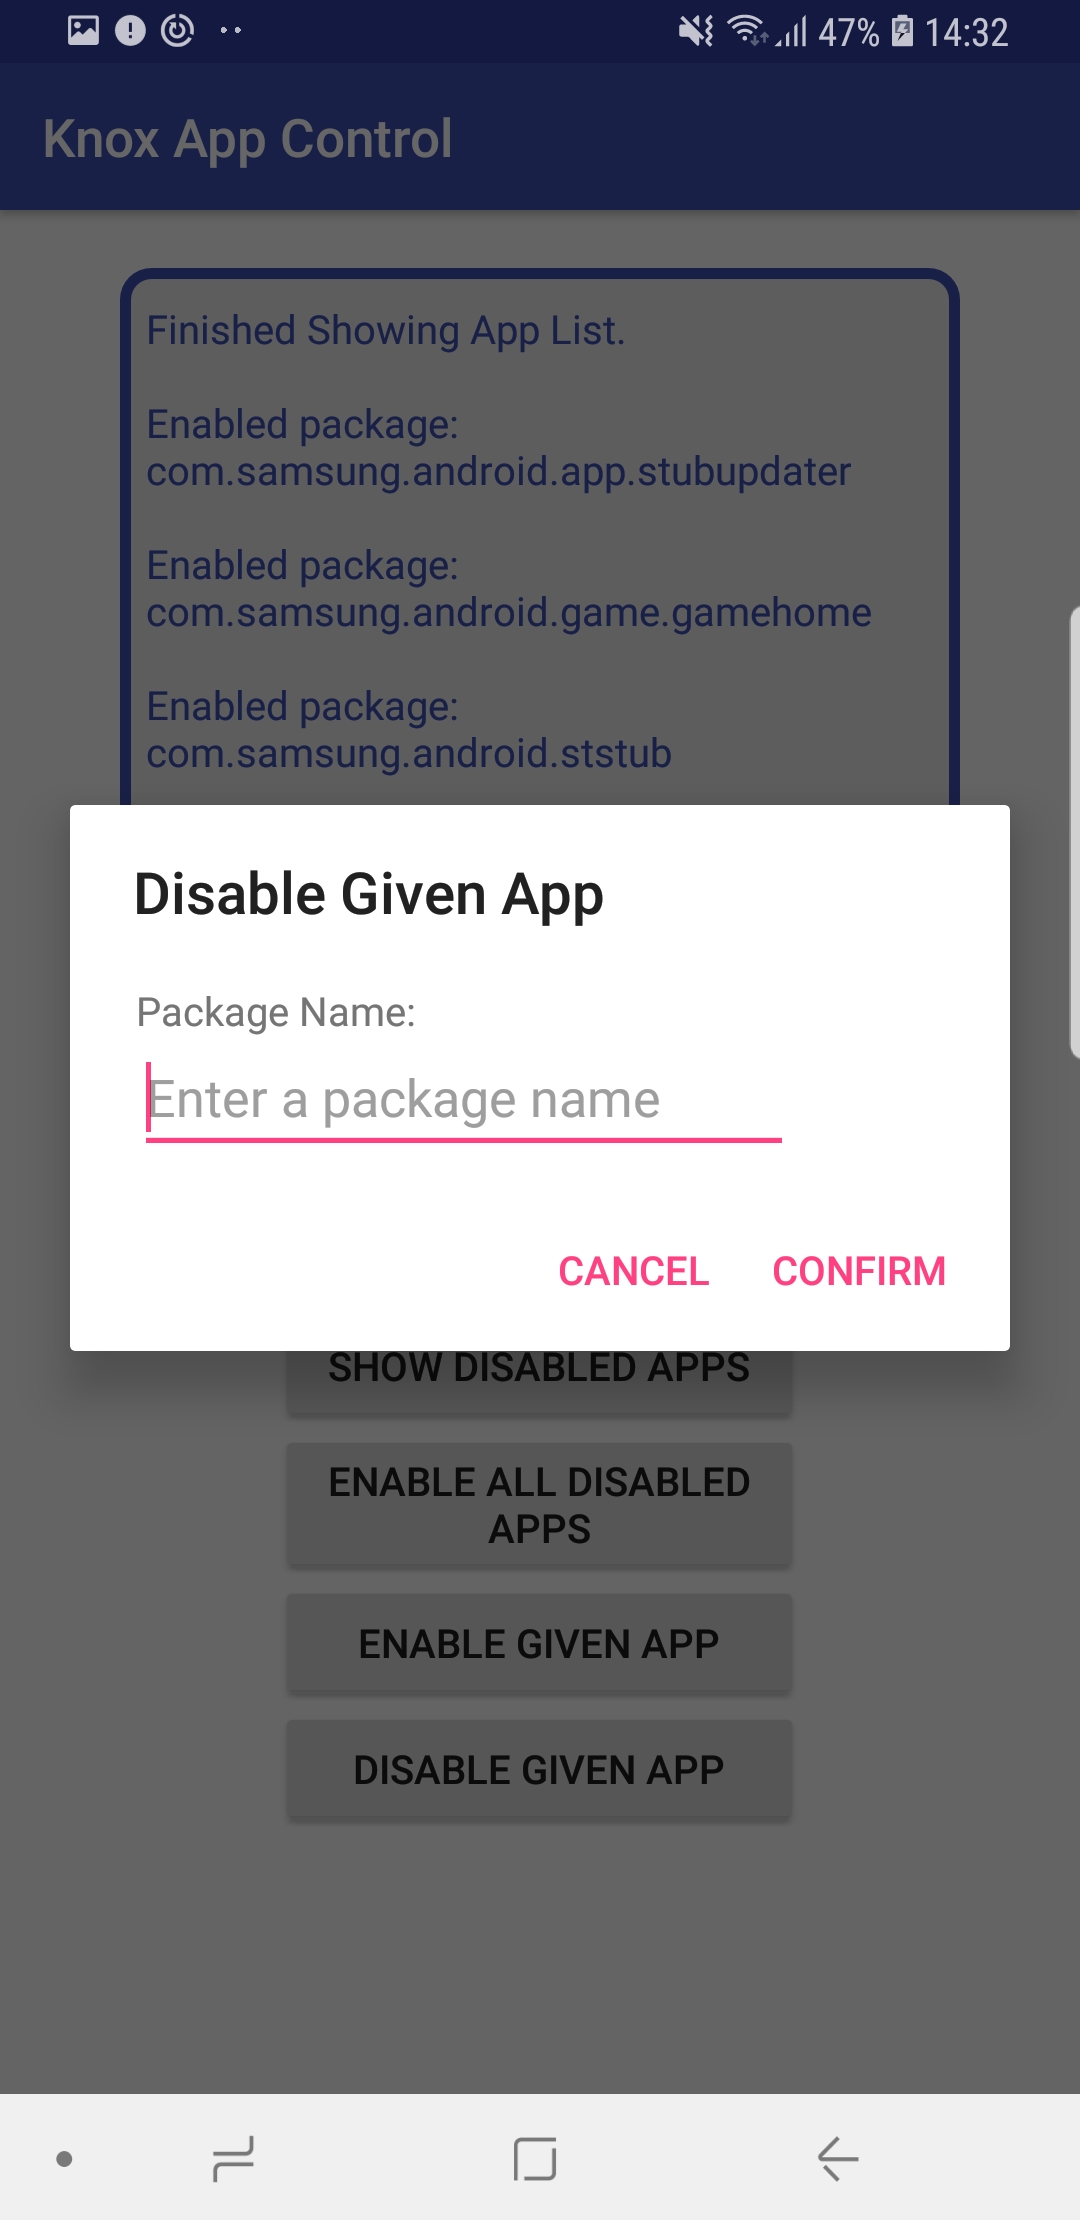 47% 14:32
Knox App Control
Finished Showing App List.
Enabled package:
com.samsung.android.app.stubupdater
Enabled package:
com.samsung.android.game.gamehome
Enabled package:
com.samsung.android.ststub
Disable Given App
Package Name:
Enter a package name
CANCEL CONFIRM
SHOW DISABLED APPS
ENABLE ALL DISABLED
APPS
ENABLE GIVEN APP
DISABLE GIVEN APP